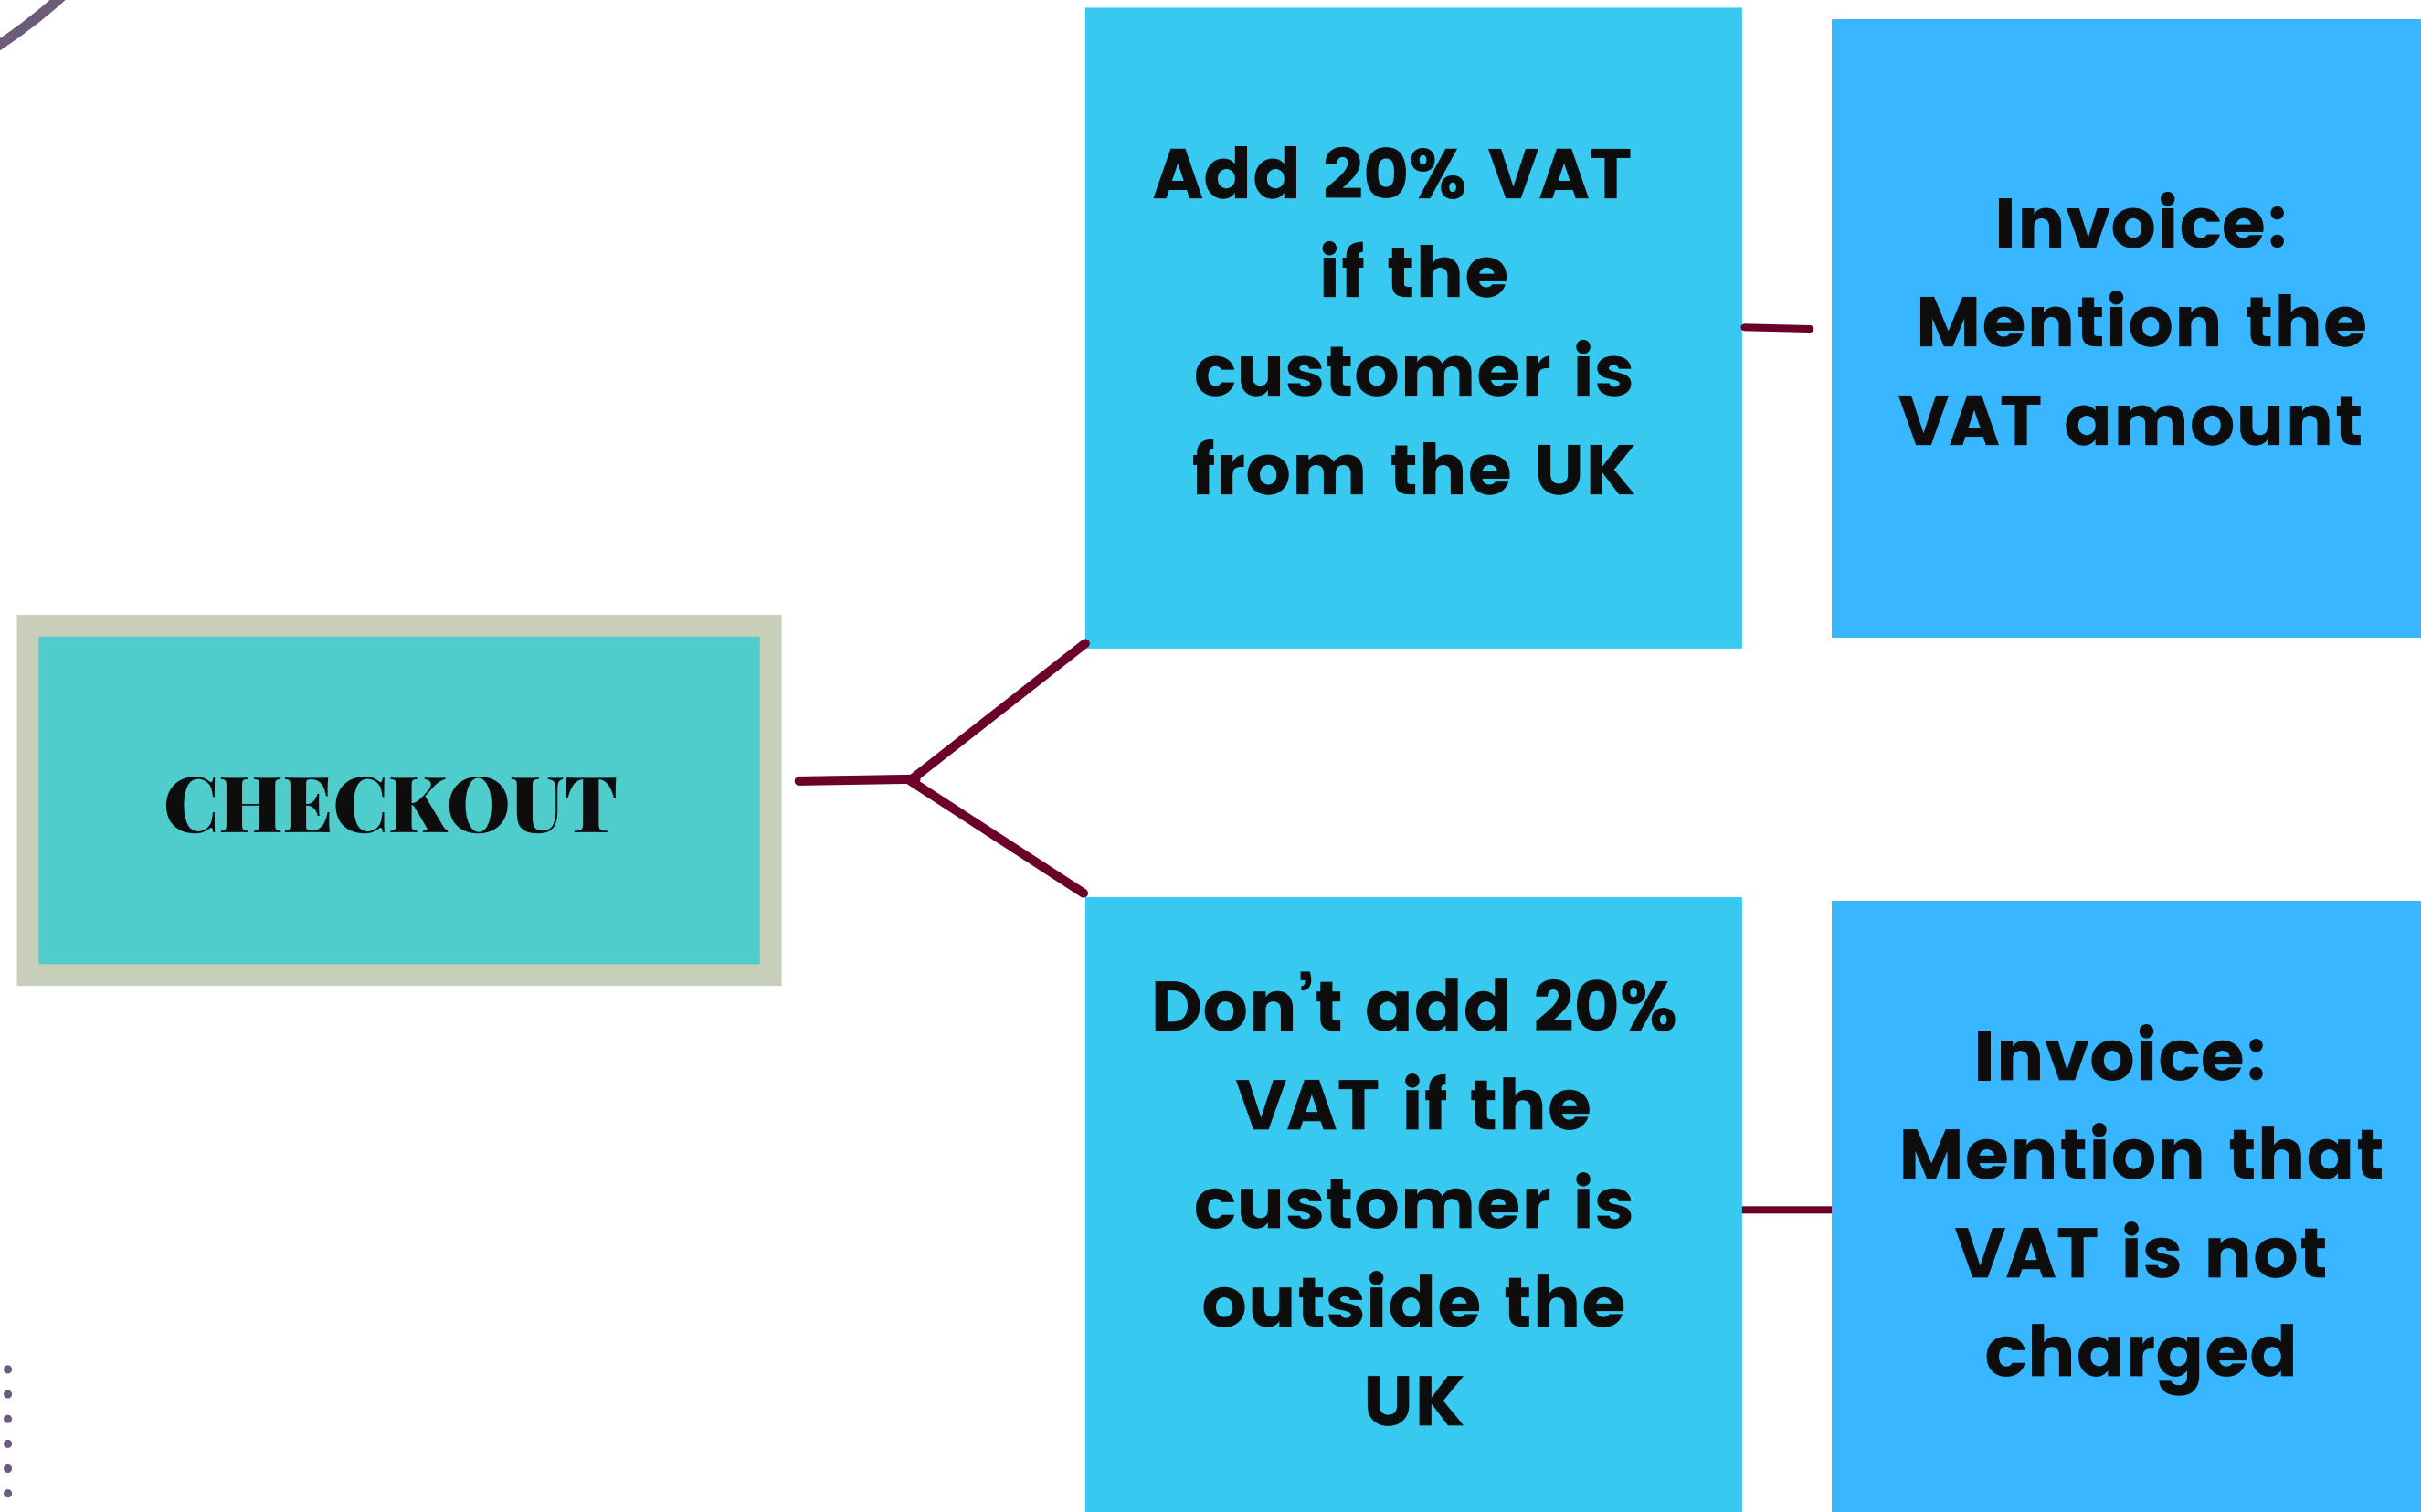 CHECKOUT
Add 20% VAT
if the
customer is
from the UK
Invoice:
Mention the
VAT amount
Don’t add 20%
VAT if the
customer is
outside the
UK
Invoice:
Mention that
VAT is not
charged